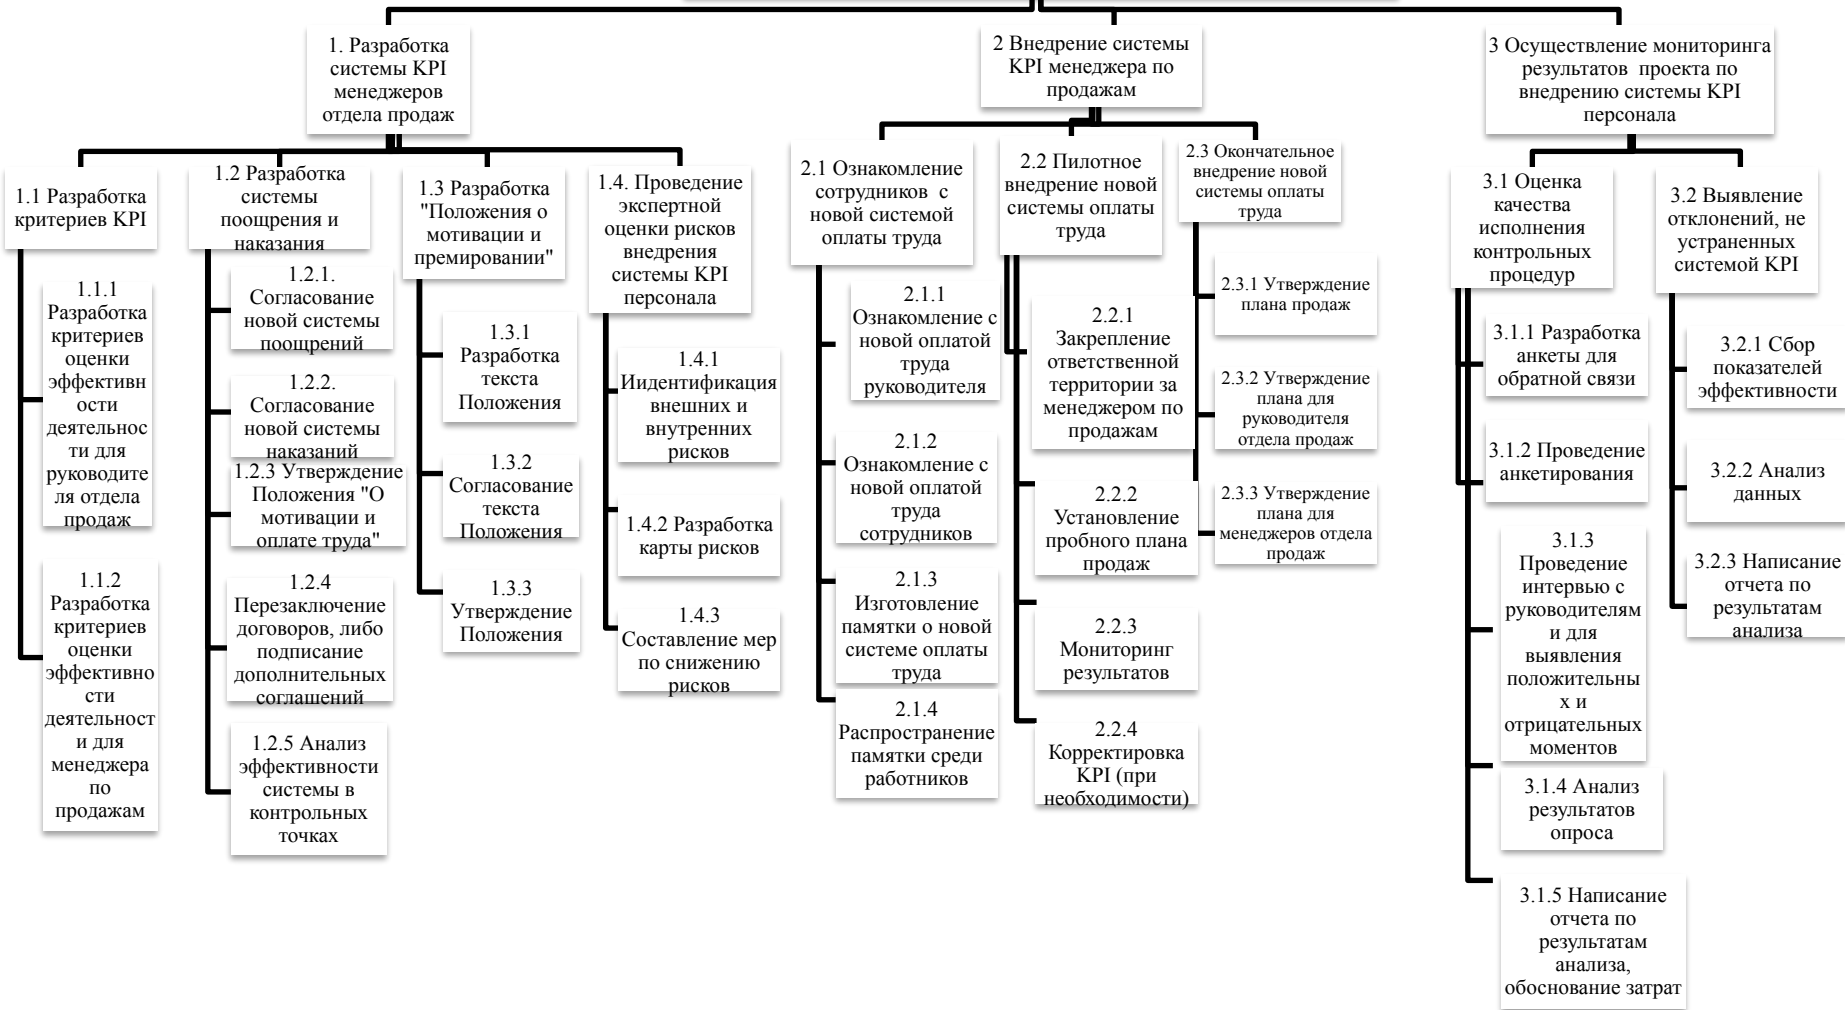 1. Разработка
системы KPI
менеджеров
отдела продаж
2 Внедрение системы
KPI менеджера по
продажам
3 Осуществление мониторинга
результатов проекта по
внедрению системы KPI
персонала
1.1 Разработка
критериев KPI
1.2 Разработка
системы
поощрения и
наказания
1.3 Разработка
"Положения о
мотивации и
премировании"
1.4. Проведение
экспертной
оценки рисков
внедрения
системы KPI
персонала
2.1 Ознакомление
сотрудников с
новой системой
оплаты труда
2.2 Пилотное
внедрение новой
системы оплаты
труда
2.3 Окончательное
внедрение новой
системы оплаты
труда
3.1 Оценка
качества
исполнения
контрольных
процедур
3.2 Выявление
отклонений, не
устраненных
системой KPI
1.1.1
Разработка
критериев
оценки
эффективн
ости
деятельнос
ти для
руководите
ля отдела
продаж
1.1.2
Разработка
критериев
оценки
эффективно
сти
деятельност
и для
менеджера
по
продажам
1.2.1.
Согласование
новой системы
поощрений
1.2.2.
Согласование
новой системы
наказаний
1.2.3 Утверждение
Положения "О
мотивации и
оплате труда"
1.2.4
Перезаключение
договоров, либо
подписание
дополнительных
соглашений
1.2.5 Анализ
эффективности
системы в
контрольных
точках
1.3.1
Разработка
текста
Положения
1.3.2
Согласование
текста
Положения
1.3.3
Утверждение
Положения
1.4.1
Иидентификация
внешних и
внутренних
рисков
1.4.2 Разработка
карты рисков
1.4.3
Составление мер
по снижению
рисков
2.1.1
Ознакомление с
новой оплатой
труда
руководителя
2.1.2
Ознакомление с
новой оплатой
труда
сотрудников
2.1.3
Изготовление
памятки о новой
системе оплаты
труда
2.1.4
Распространение
памятки среди
работников
2.2.1
Закрепление
ответственной
территории за
менеджером по
продажам
2.2.2
Установление
пробного плана
продаж
2.2.3
Мониторинг
результатов
2.2.4
Корректировка
KPI (при
необходимости)
2.3.1 Утверждение
плана продаж
2.3.2 Утверждение
плана для
руководителя
отдела продаж
2.3.3 Утверждение
плана для
менеджеров отдела
продаж
3.1.1 Разработка
анкеты для
обратной связи
3.1.2 Проведение
анкетирования
3.1.3
Проведение
интервью с
руководителям
и для
выявления
положительны
х и
отрицательных
моментов
3.1.4 Анализ
результатов
опроса
3.1.5 Написание
отчета по
результатам
анализа,
обоснование затрат
3.2.1 Сбор
показателей
эффективности
3.2.2 Анализ
данных
3.2.3 Написание
отчета по
результатам
анализа